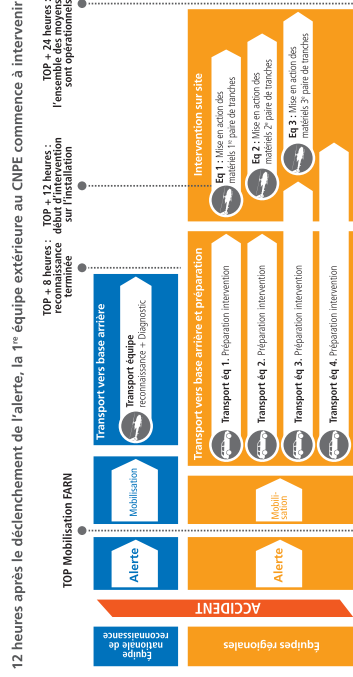 12 heures après le déclenchement de l'alerte, la 1re équipe extérieure au CNPE commence à intervenir
TOP Mobilisation FARN
TOP + 8 heures :
reconnaissance
terminée
TOP + 12 heures :
début d'intervention
sur l'installation
TOP + 24 heures :
l'ensemble des moyens
sont opérationnels
Équipe
nationale de
reconnaissance
ACCIDENT
Alerte
Mobilisation
Transport vers base arrière
Transport équipe
reconnaissance + Diagnostic
Équipes régionales
Alerte
Mobili-
sation
Transport vers base arrière et préparation
Transport éq 1. Préparation intervention
Transport éq 2. Préparation intervention
Transport éq 3. Préparation intervention
Transport éq 4. Préparation intervention
Intervention sur site
Eq 1 : Mise en action des
matériels 1re paire de tranches
Eq 2 : Mise en action des
matériels 2e paire de tranches
Eq 3 : Mise en action des
matériels 3e paire de tranches